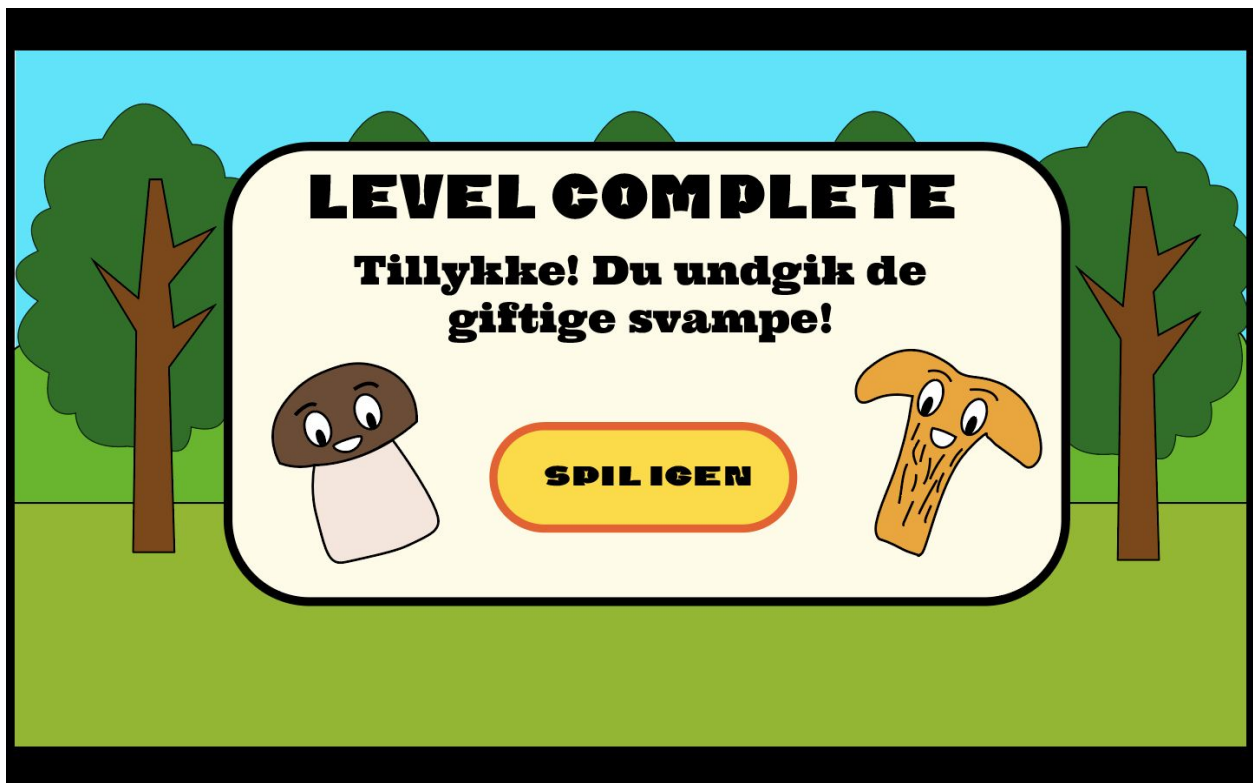 LEVEL COMPLETE
Tillykke! Du undgik de
giftige svampe!
SPIL IGEN